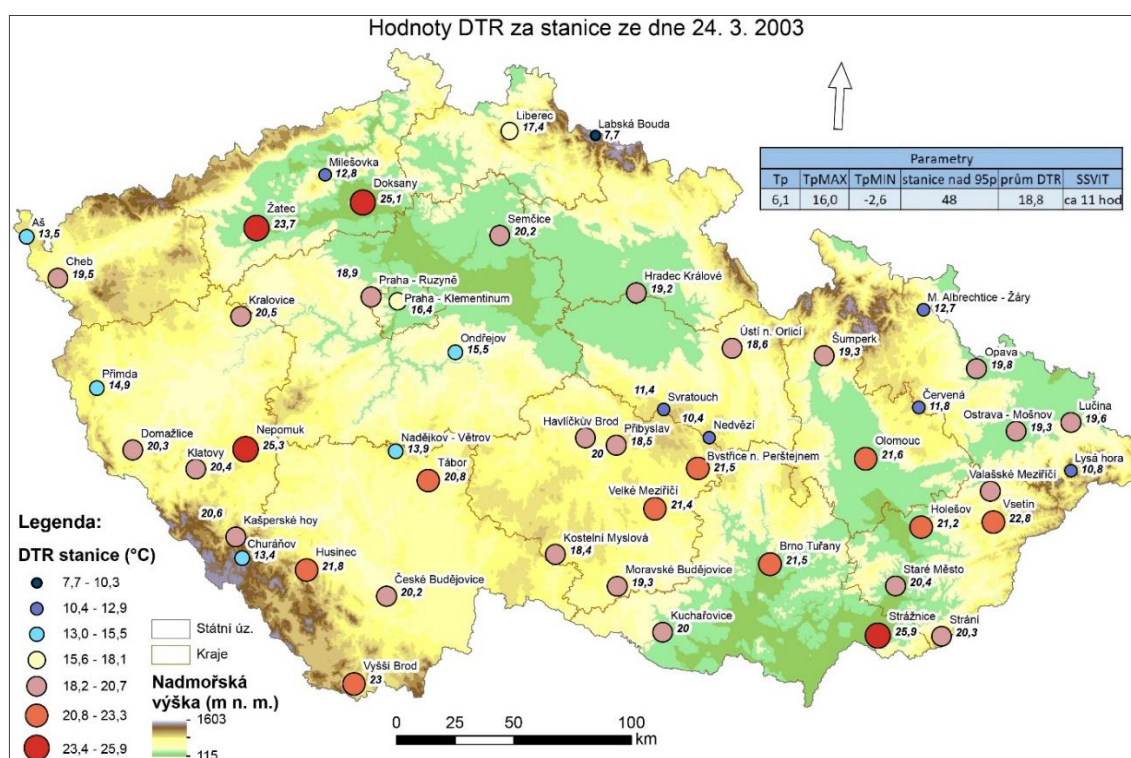 Hodnoty DTR za stanice ze dne 24. 3. 2003
Liberec
17,4
Labská Bouda
7,7
Parametry
Tp TpMAX TpMIN stanice nad 95p prům DTR SSVIT
6,1 16,0 -2,6 48 18,8 ca 11 hod
Milešovka
12,8
Doksany
25,1
Žatec
23,7
Semčice
20,2
Aš
13,5
Cheb
19,5
18,9
Praha - Ruzyně
Praha - Klementinum
16,4
Hradec Králové
19,2
M. Albrechtice - Žáry
12,7
Kralovice
20,5
Ondřejov
15,5
Ústí n. Orlicí
18,6
Šumperk
19,3
Opava
19,8
Přimda
14,9
11,4
Svratouch
10,4
Nedvězí
Červená
11,8
Lučina
19,6
Ostrava - Mošnov
19,3
Havlíčkův Brod
20
Přibyslav
18,5
Domažlice
20,3
Klatovy
20,4
Nepomuk
25,3
Nadějkov - Větrov
13,9
Tábor
20,8
Bystřice n. Perštejnem
21,5
Olomouc
21,6
Lysá hora
10,8
Valašské Meziříčí
Velké Meziříčí
21,4
Holešov
21,2
Vsetín
22,8
20,6
Kašperské hoy
Churáňov
13,4
Husinec
21,8
Kostelní Myslová
18,4
Brno Tuřany
21,5
České Budějovice
20,2
Moravské Budějovice
19,3
Staré Město
20,4
Kuchařovice
20
Strážnice
25,9
Strání
20,3
Vyšší Brod
23
Legenda:
DTR stanice (°C)
7,7 - 10,3
10,4 - 12,9
13,0 - 15,5
15,6 - 18,1
18,2 - 20,7
20,8 - 23,3
23,4 - 25,9
Státní úz.
Kraje
Nadmořská
výška (m n. m.)
1603
115
0 25 50 100
km